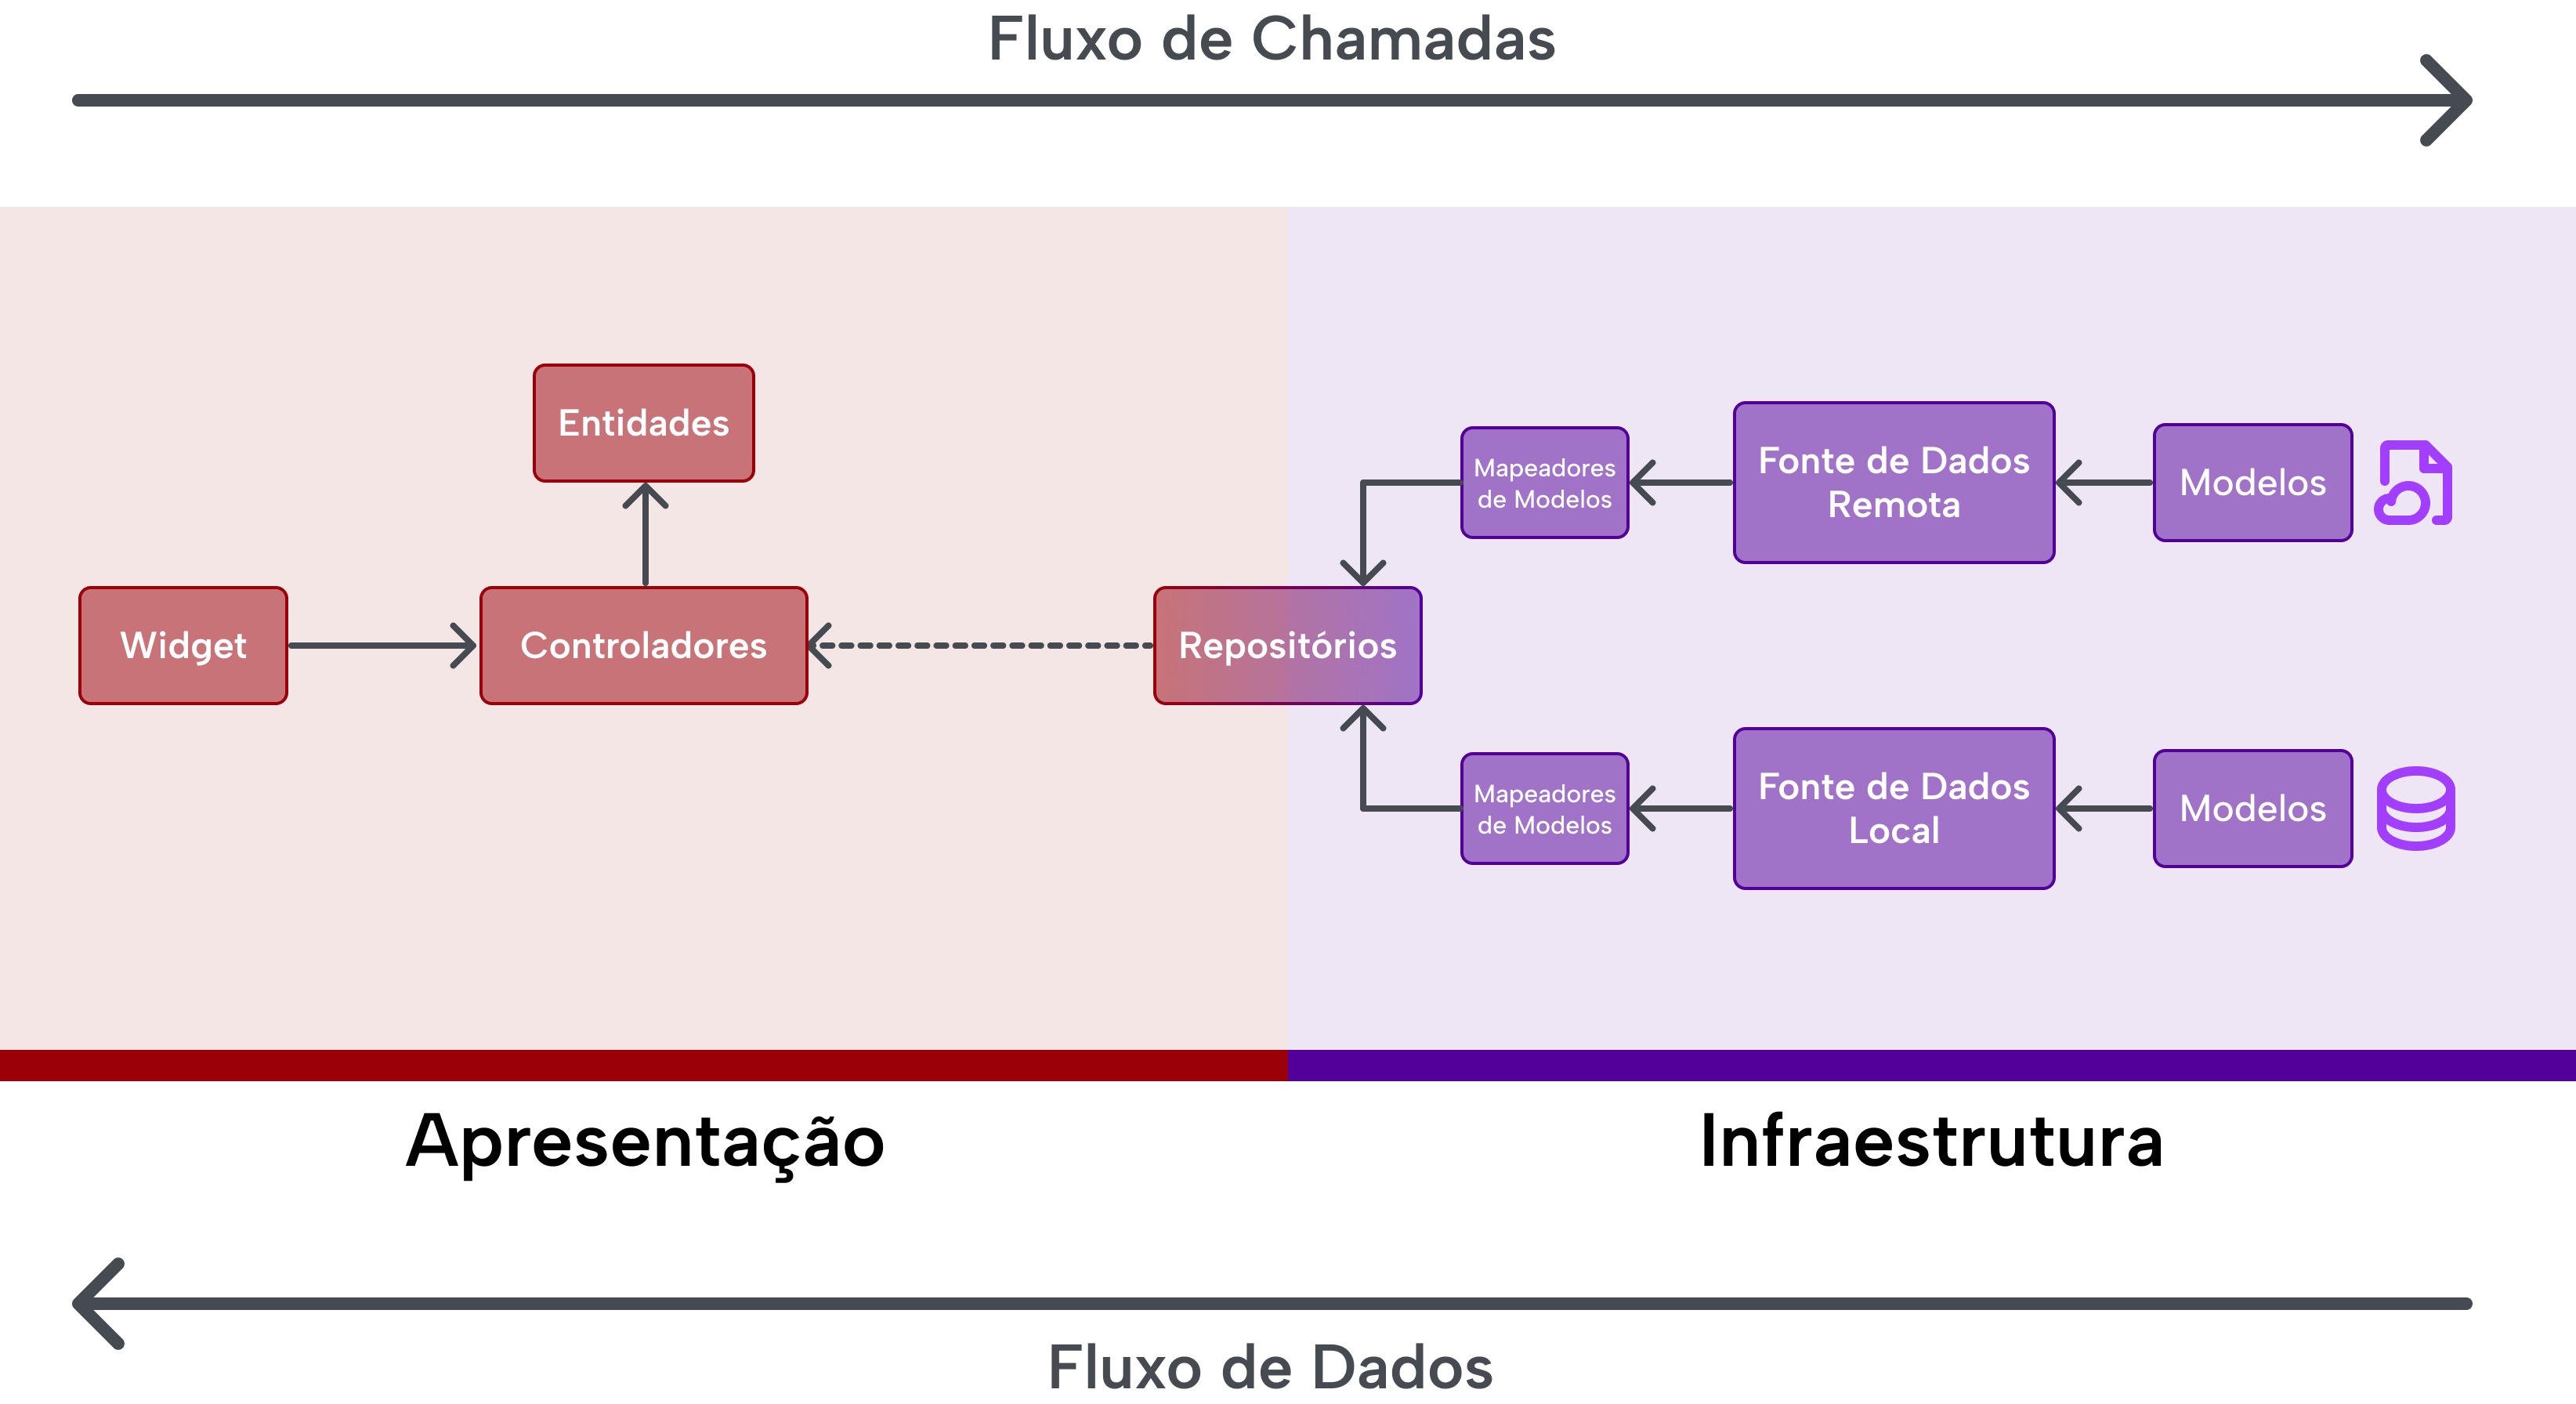 Fluxo de Chamadas
Entidades
Widget
Controladores
Repositórios
Mapeadores
de Modelos
Fonte de Dados
Remota
Modelos
Mapeadores
de Modelos
Fonte de Dados
Local
Modelos
Apresentação
Infraestrutura
Fluxo de Dados